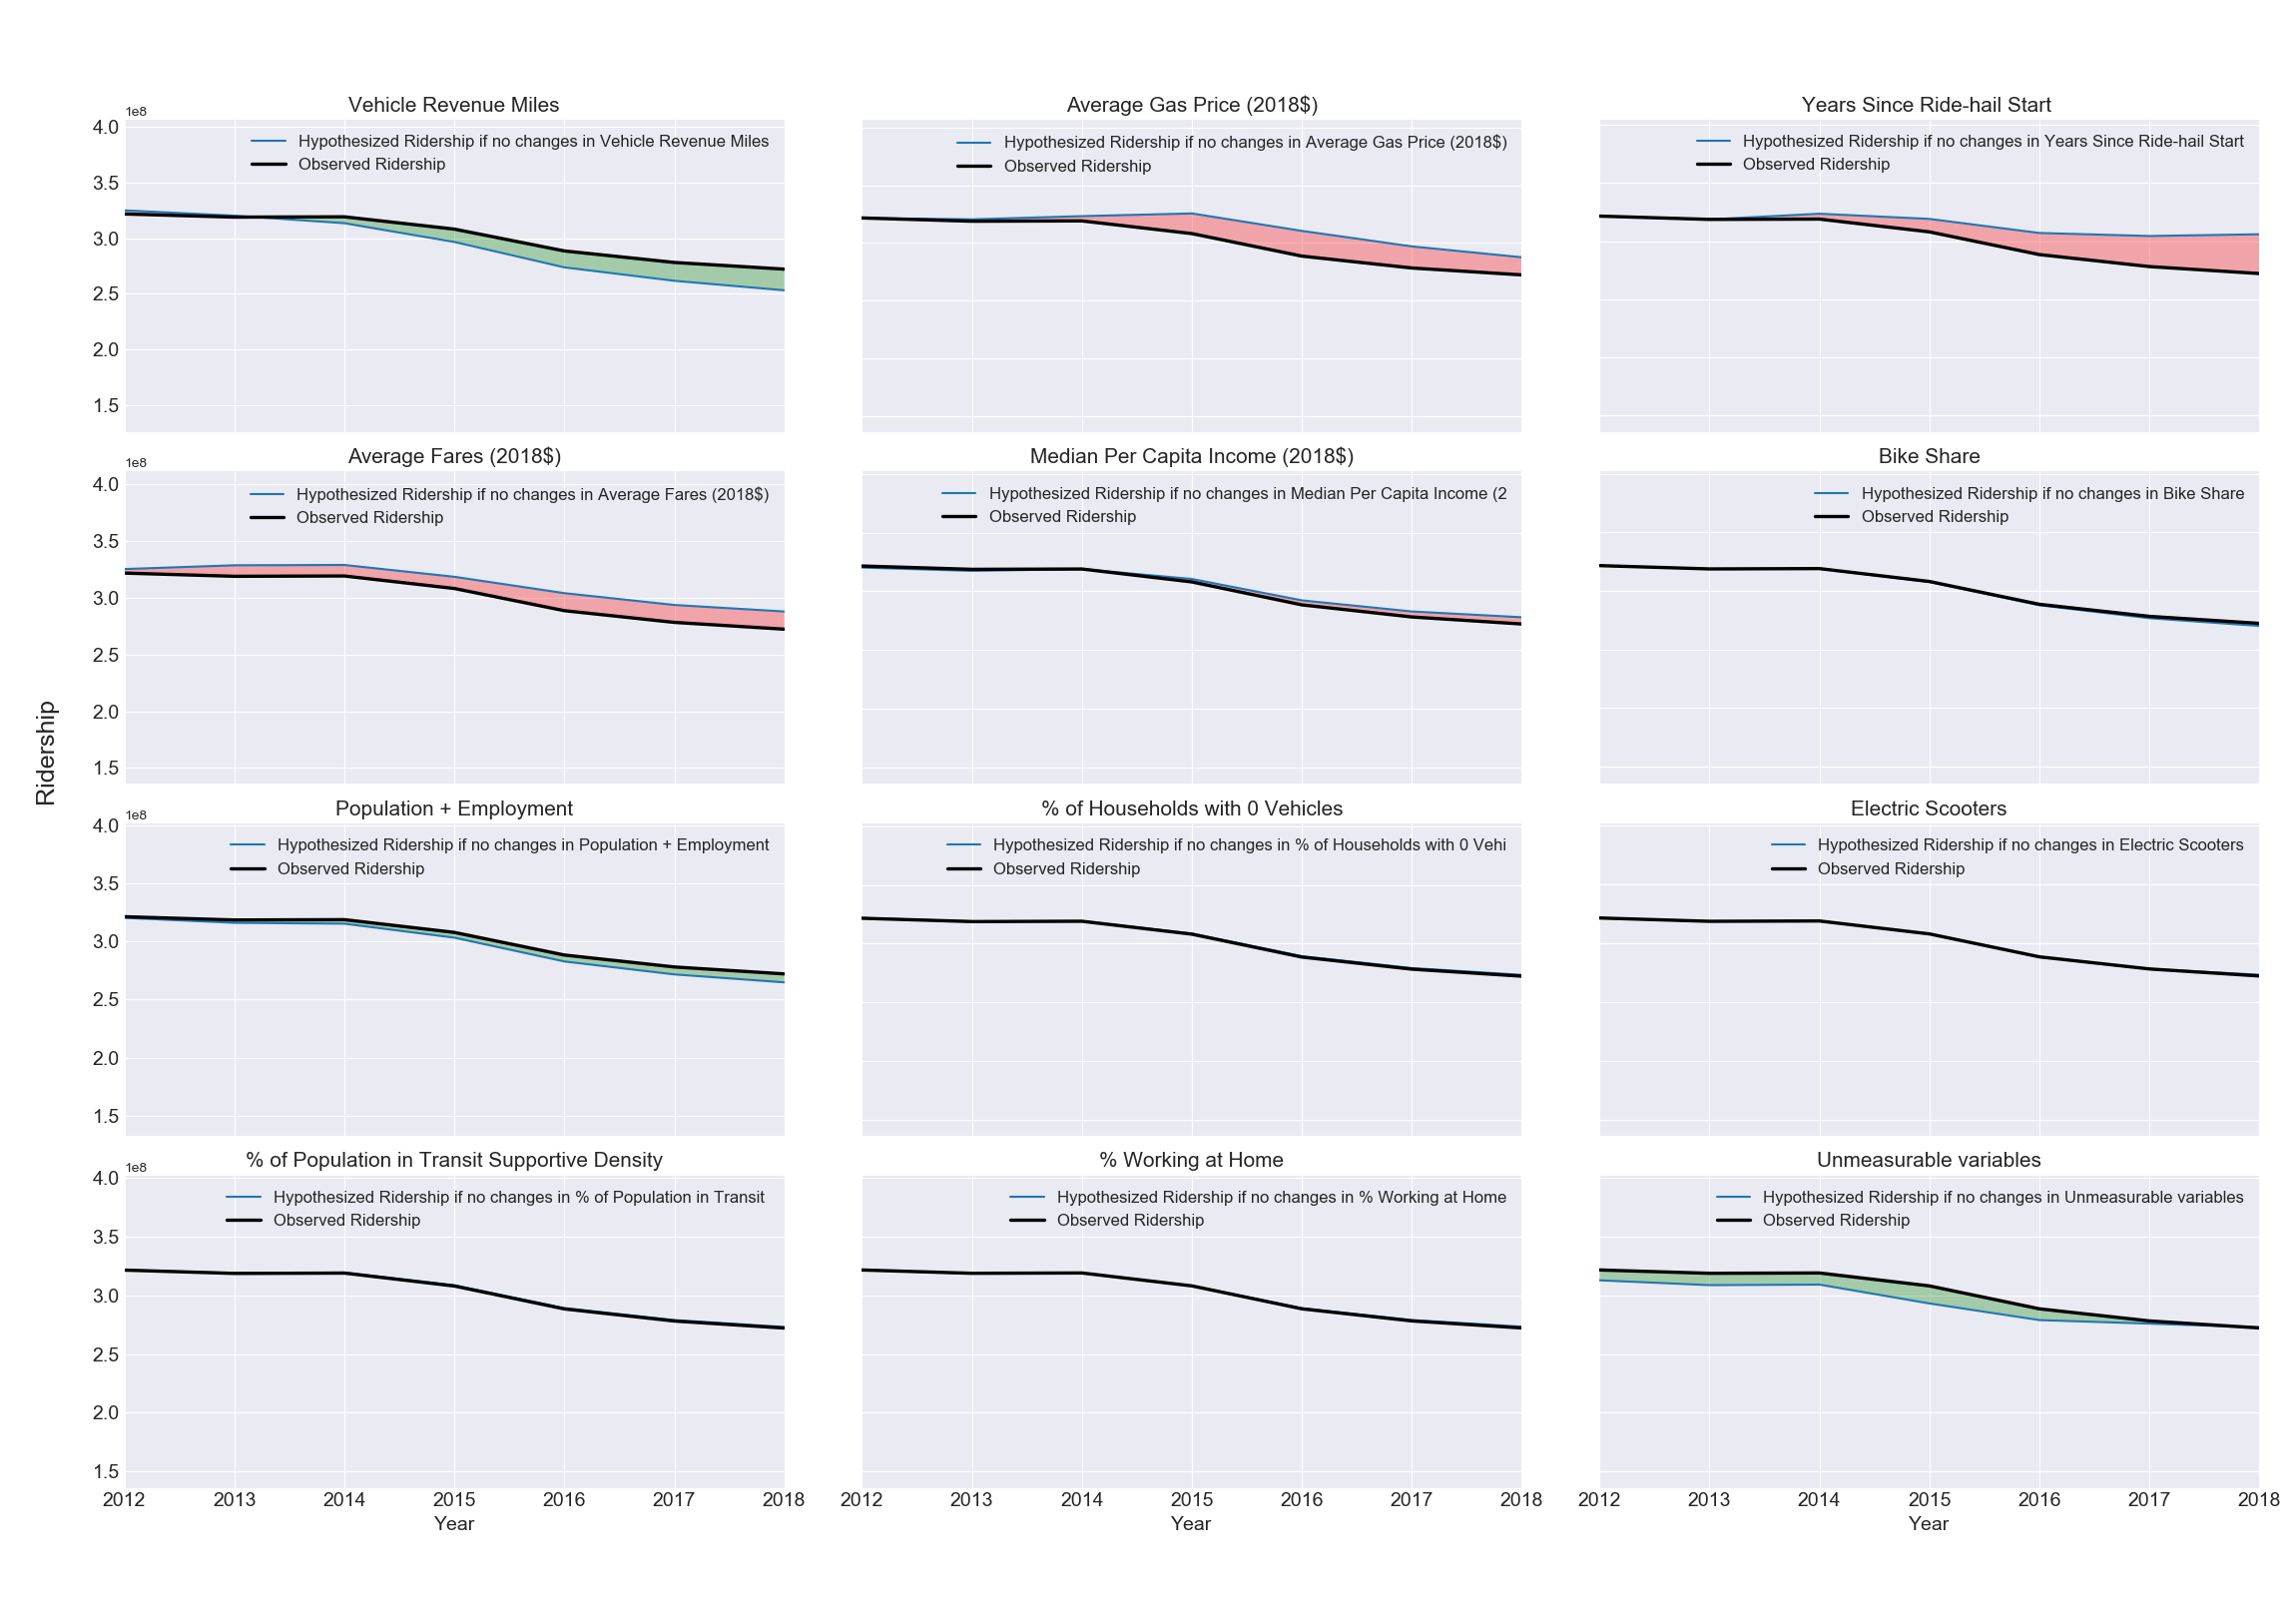 Vehicle Revenue Miles
1e8
4.0
3.5
3.0
2.5
2.0
1.5
Hypothesized Ridership if no changes in Vehicle Revenue Miles
Observed Ridership
Average Gas Price (2018$)
Hypothesized Ridership if no changes in Average Gas Price (2018$)
Observed Ridership
Years Since Ride-hail Start
Hypothesized Ridership if no changes in Years Since Ride-hail Start
Observed Ridership
Average Fares (2018$)
1e8
4.0
3.5
3.0
2.5
2.0
1.5
Hypothesized Ridership if no changes in Average Fares (2018$)
Observed Ridership
Median Per Capita Income (2018$)
Hypothesized Ridership if no changes in Median Per Capita Income (2
Observed Ridership
Bike Share
Hypothesized Ridership if no changes in Bike Share
Observed Ridership
Ridership
Population + Employment
1e8
4.0
3.5
3.0
2.5
2.0
1.5
Hypothesized Ridership if no changes in Population + Employment
Observed Ridership
% of Households with 0 Vehicles
Hypothesized Ridership if no changes in % of Households with 0 Vehi
Observed Ridership
Electric Scooters
Hypothesized Ridership if no changes in Electric Scooters
Observed Ridership
% of Population in Transit Supportive Density
1e8
4.0
3.5
3.0
2.5
2.0
1.5
Hypothesized Ridership if no changes in % of Population in Transit
Observed Ridership
2012 2013 2014 2015 2016 2017 2018
Year
% Working at Home
Hypothesized Ridership if no changes in % Working at Home
Observed Ridership
2012 2013 2014 2015 2016 2017 2018
Year
Unmeasurable variables
Hypothesized Ridership if no changes in Unmeasurable variables
Observed Ridership
2012 2013 2014 2015 2016 2017 2018
Year